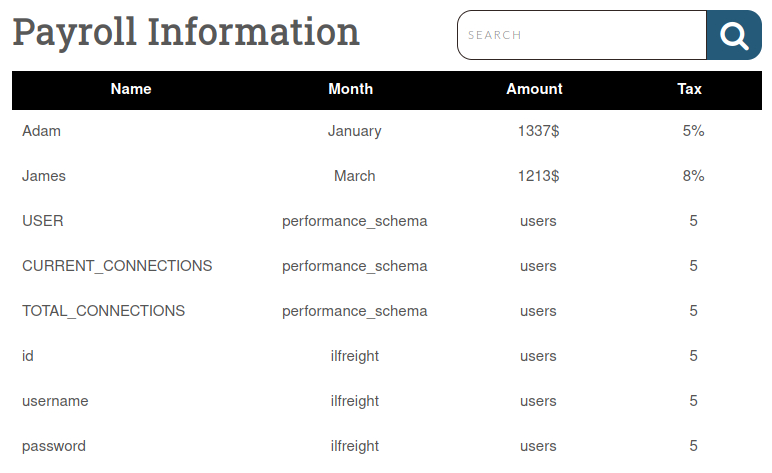 Payroll Information
SEARCH
Name Month Amount Tax
Adam January 1337$ 5%
James March 1213$ 8%
USER performance_schema users 5
CURRENT_CONNECTIONS performance_schema users 5
TOTAL_CONNECTIONS performance_schema users 5
id ilfreight users 5
username ilfreight users 5
password ilfreight users 5